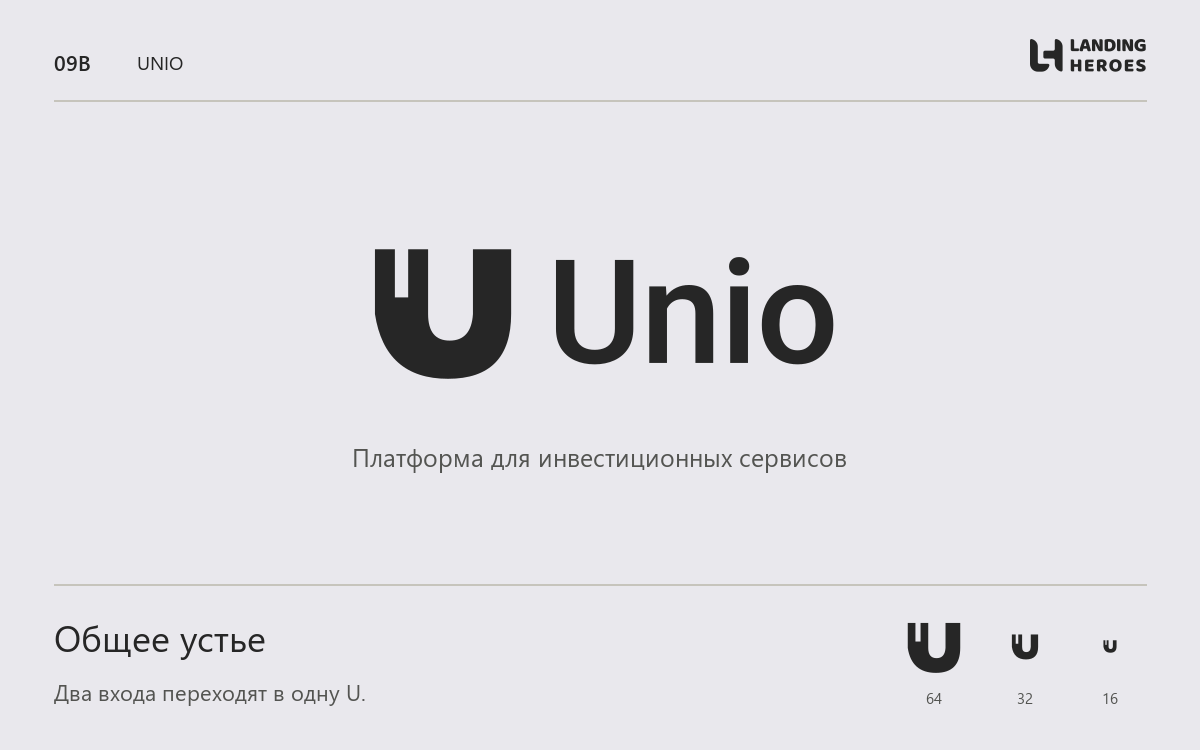 09B UNIO
LANDING
HEROES
Unio
Платформа для инвестиционных сервисов
Общее устье
Два входа переходят в одну U.
64 32 16